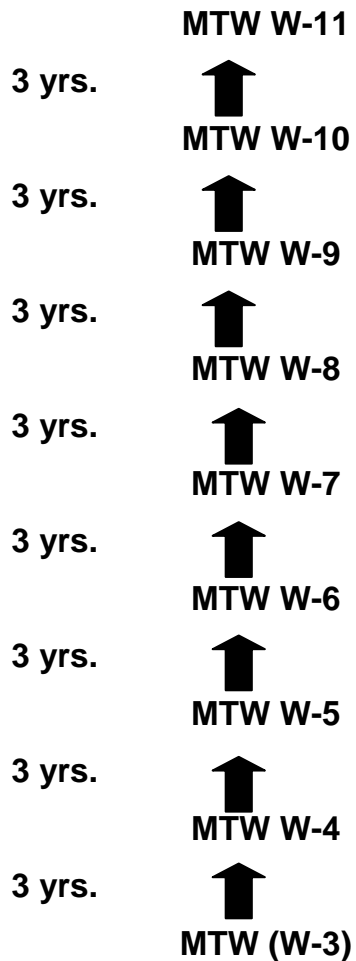 MTW W-11
3 yrs.
MTW W-10
3 yrs.
MTW W-9
3 yrs.
MTW W-8
3 yrs.
MTW W-7
3 yrs.
MTW W-6
3 yrs.
MTW W-5
3 yrs.
MTW W-4
3 yrs.
MTW (W-3)